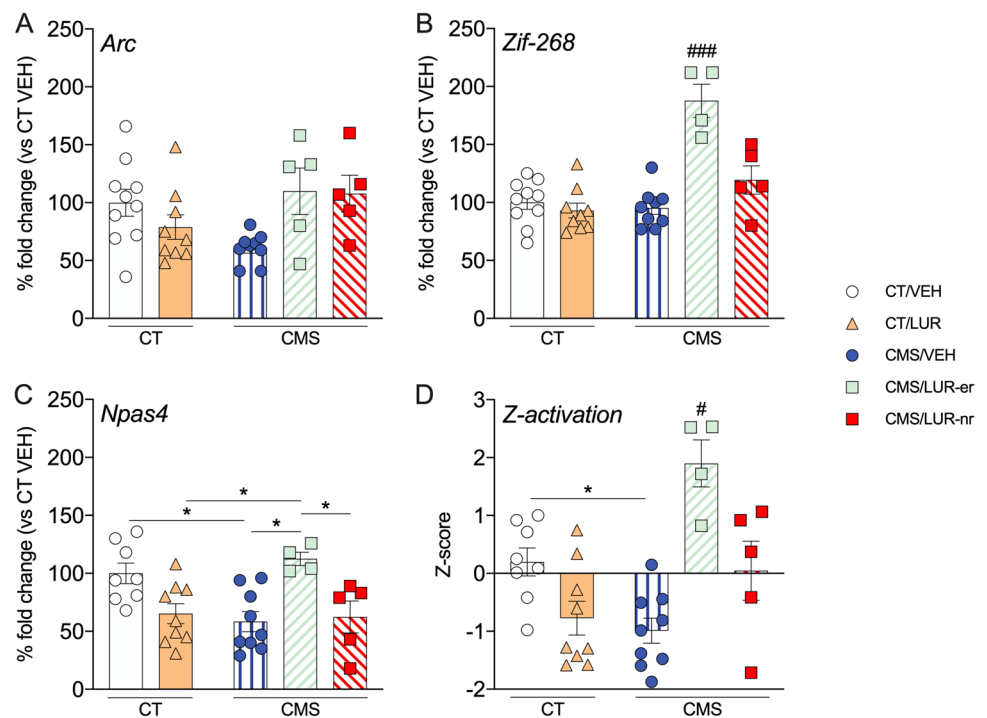 A
Arc
% fold change (vs CT VEH)
250
200
150
100
50
0
CT
CMS
B
Zif-268
% fold change (vs CT VEH)
250
200
150
100
50
0
###
CT
CMS
CT/VEH
CT/LUR
CMS/VEH
CMS/LUR-er
CMS/LUR-nr
C
Npas4
% fold change (vs CT VEH)
250
200
150
100
50
0
*
*
*
*
CT
CMS
D
Z-activation
Z-score
3
2
1
0
-1
-2
#
*
CT
CMS